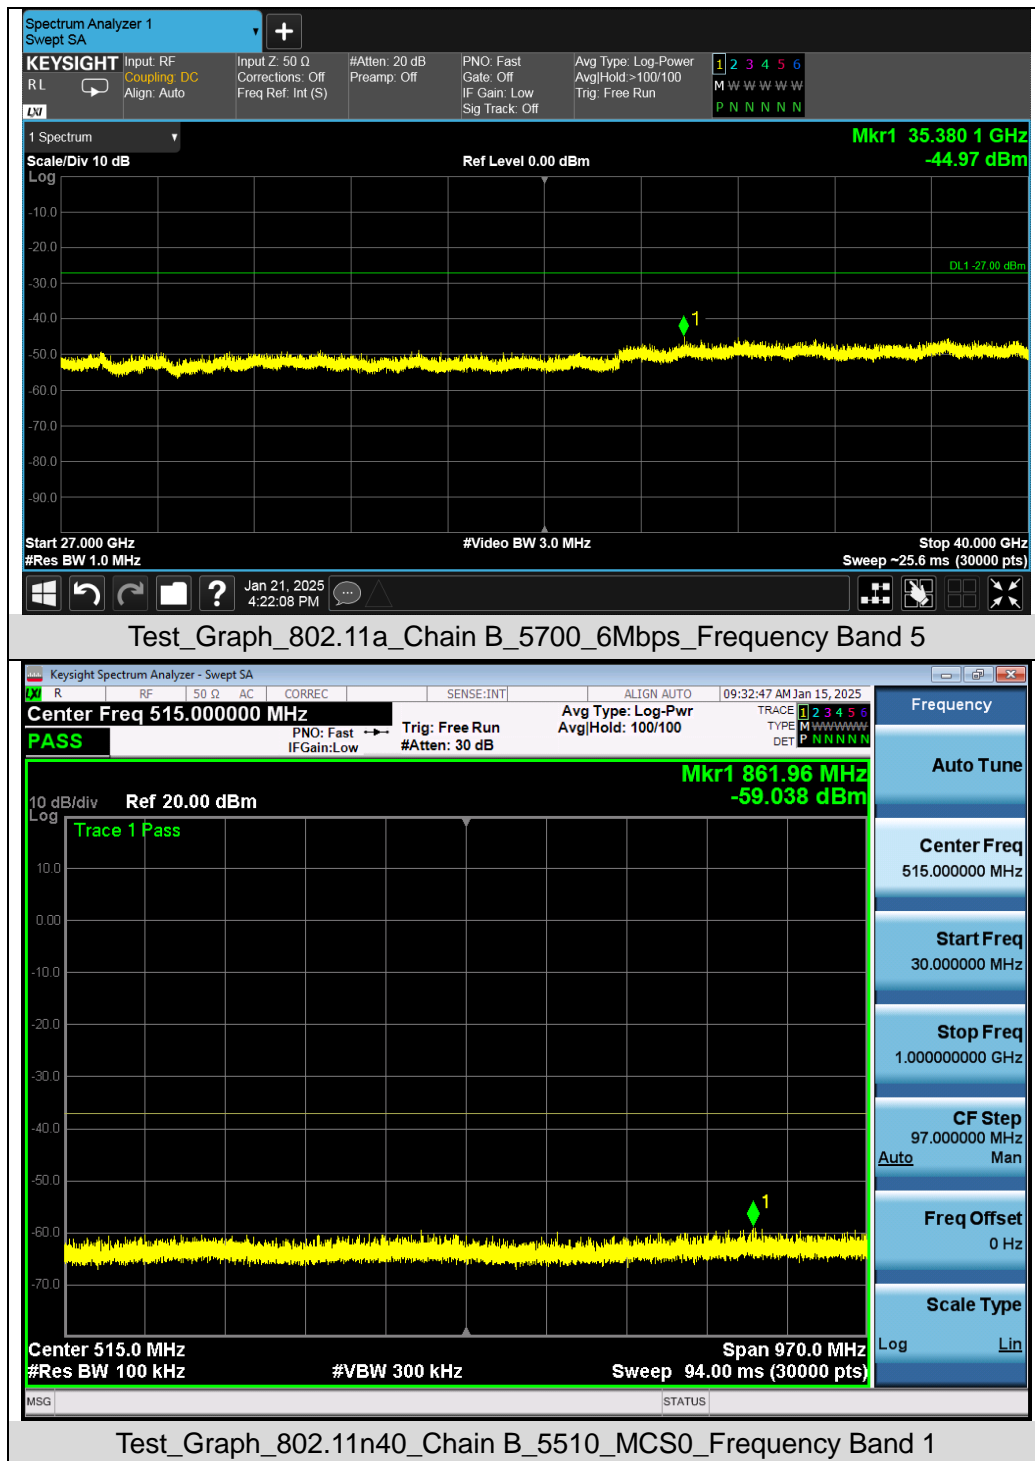 Spectrum Analyzer 1
Swept SA
KEYSIGHT
RL
LXI
Input: RF
Coupling: DC
Align: Auto
Input Z: 50 Ω
Corrections: Off
Freq Ref: Int (S)
#Atten: 20 dB
Preamp: Off
PNO: Fast
Gate: Off
IF Gain: Low
Sig Track: Off
Avg Type: Log-Power
Avg|Hold:>100/100
Trig: Free Run
1 2 3 4 5 6
M W W W W W
P N N N N N
1 Spectrum
Mkr1 35.380 1 GHz
Scale/Div 10 dB
Ref Level 0.00 dBm
-44.97 dBm
Log
-10.0
-20.0
DL1 -27.00 dBm
-30.0
-40.0
1
-50.0
-60.0
-70.0
-80.0
-90.0
Start 27.000 GHz
#Video BW 3.0 MHz
Stop 40.000 GHz
#Res BW 1.0 MHz
Sweep ~25.6 ms (30000 pts)
Jan 21, 2025
4:22:08 PM
Test_Graph_802.11a_Chain B_5700_6Mbps_Frequency Band 5
Keysight Spectrum Analyzer - Swept SA
LXI R RF 50 Ω AC CORREC SENSE:INT ALIGN AUTO 09:32:47 AM Jan 15, 2025
Center Freq 515.000000 MHz
PASS
PNO: Fast
IFGain:Low
Trig: Free Run
#Atten: 30 dB
Avg Type: Log-Pwr
Avg|Hold: 100/100
TRACE 1 2 3 4 5 6
TYPE M W W W W W
DET P N N N N N
Mkr1 861.96 MHz
-59.038 dBm
10 dB/div Ref 20.00 dBm
Log
Trace 1 Pass
10.0
0.00
-10.0
-20.0
-30.0
-40.0
-50.0
1
-60.0
-70.0
Center 515.0 MHz
Span 970.0 MHz
#Res BW 100 kHz
#VBW 300 kHz
Sweep 94.00 ms (30000 pts)
MSG
STATUS
Frequency
Auto Tune
Center Freq
515.000000 MHz
Start Freq
30.000000 MHz
Stop Freq
1.000000000 GHz
CF Step
97.000000 MHz
Auto Man
Freq Offset
0 Hz
Scale Type
Log Lin
Test_Graph_802.11n40_Chain B_5510_MCS0_Frequency Band 1